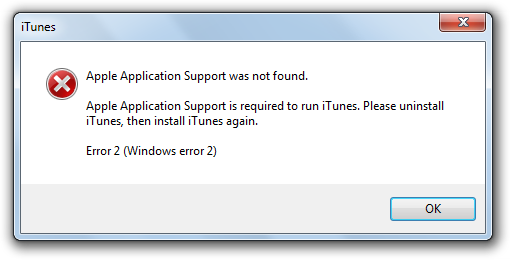 iTunes
Apple Application Support was not found.
Apple Application Support is required to run iTunes. Please uninstall
iTunes, then install iTunes again.
Error 2 (Windows error 2)
OK